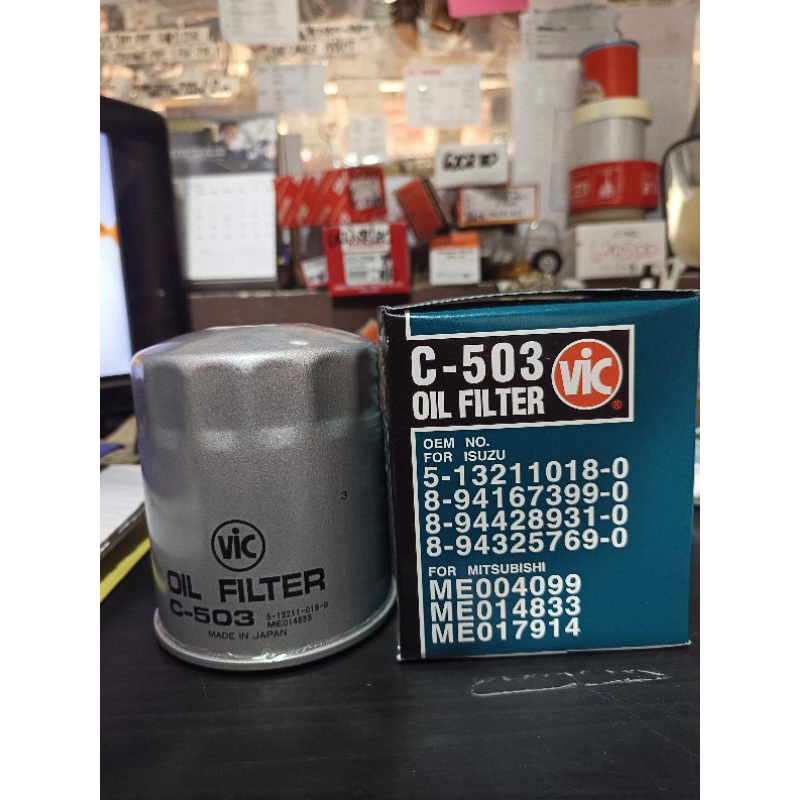 C-503
OIL FILTER
VIC
®
OEM NO.
FOR ISUZU
5-13211018-0
8-94167399-0
8-94428931-0
8-94325769-0
FOR MITSUBISHI
ME004099
ME014833
ME017914
VIC
OIL FILTER
C-503 5-13211-018-0
ME014833
MADE IN JAPAN
3